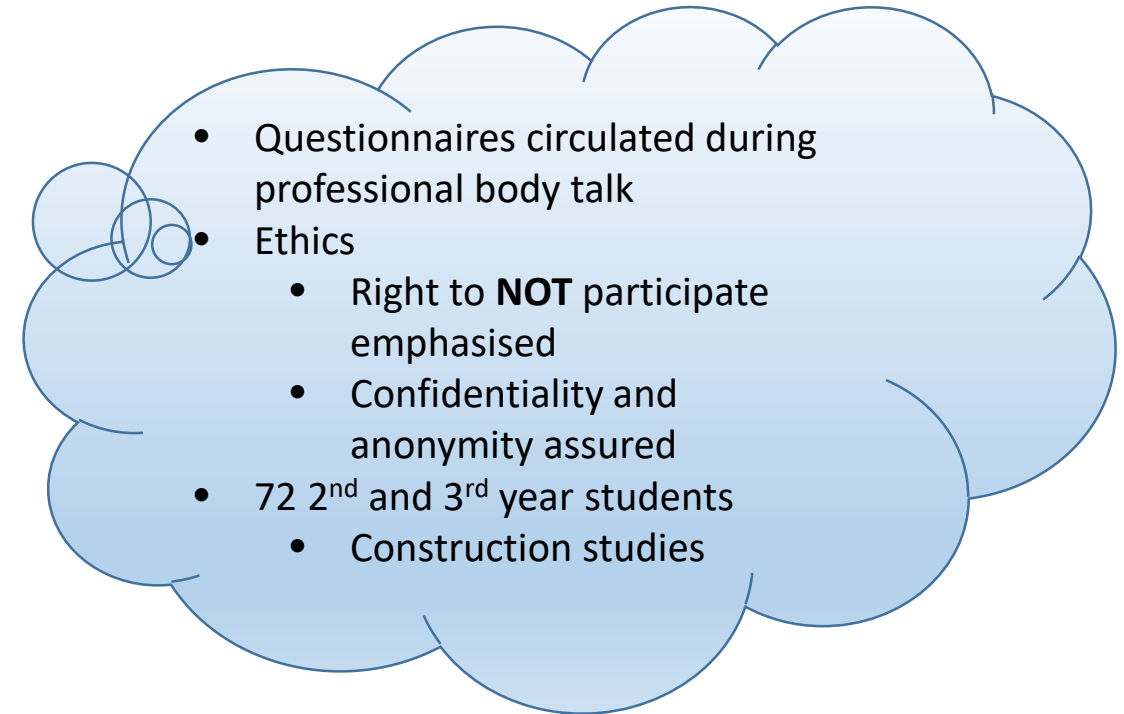 • Questionnaires circulated during
professional body talk
• Ethics
• Right to NOT participate
emphasised
• Confidentiality and
anonymity assured
• 72 2nd and 3rd year students
• Construction studies